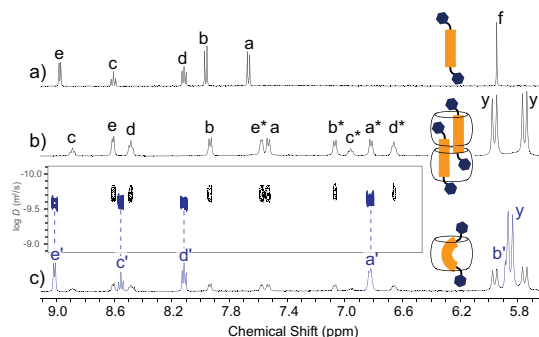 a) e c d b a f
b) c e d b e* a b* c* a* d* y y
log D (m²/s)
-10.0
-9.5
-9.0
c) e' c' d' a' b' y
9.0 8.6 8.2 7.8 7.4 7.0 6.6 6.2 5.8
Chemical Shift (ppm)